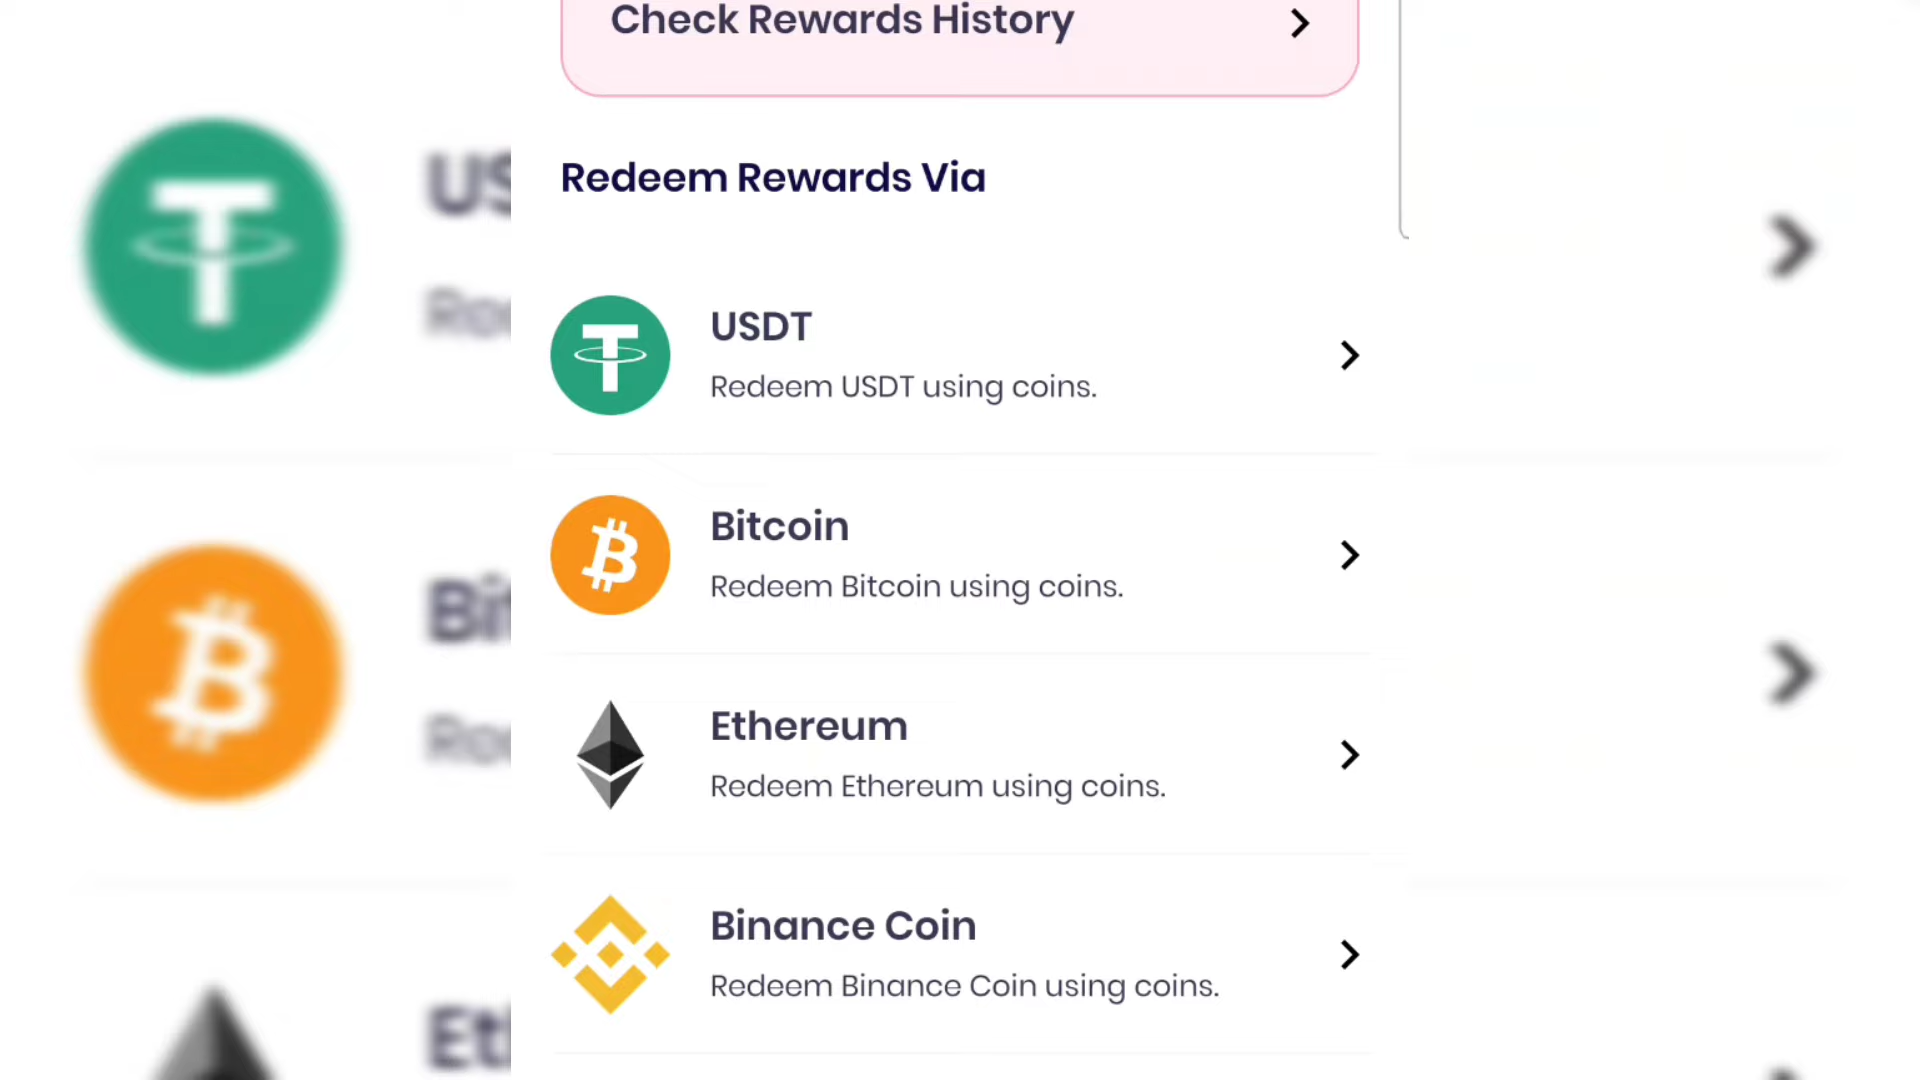 Check Rewards History
Redeem Rewards Via
USDT
Redeem USDT using coins.
Bitcoin
Redeem Bitcoin using coins.
Ethereum
Redeem Ethereum using coins.
Binance Coin
Redeem Binance Coin using coins.